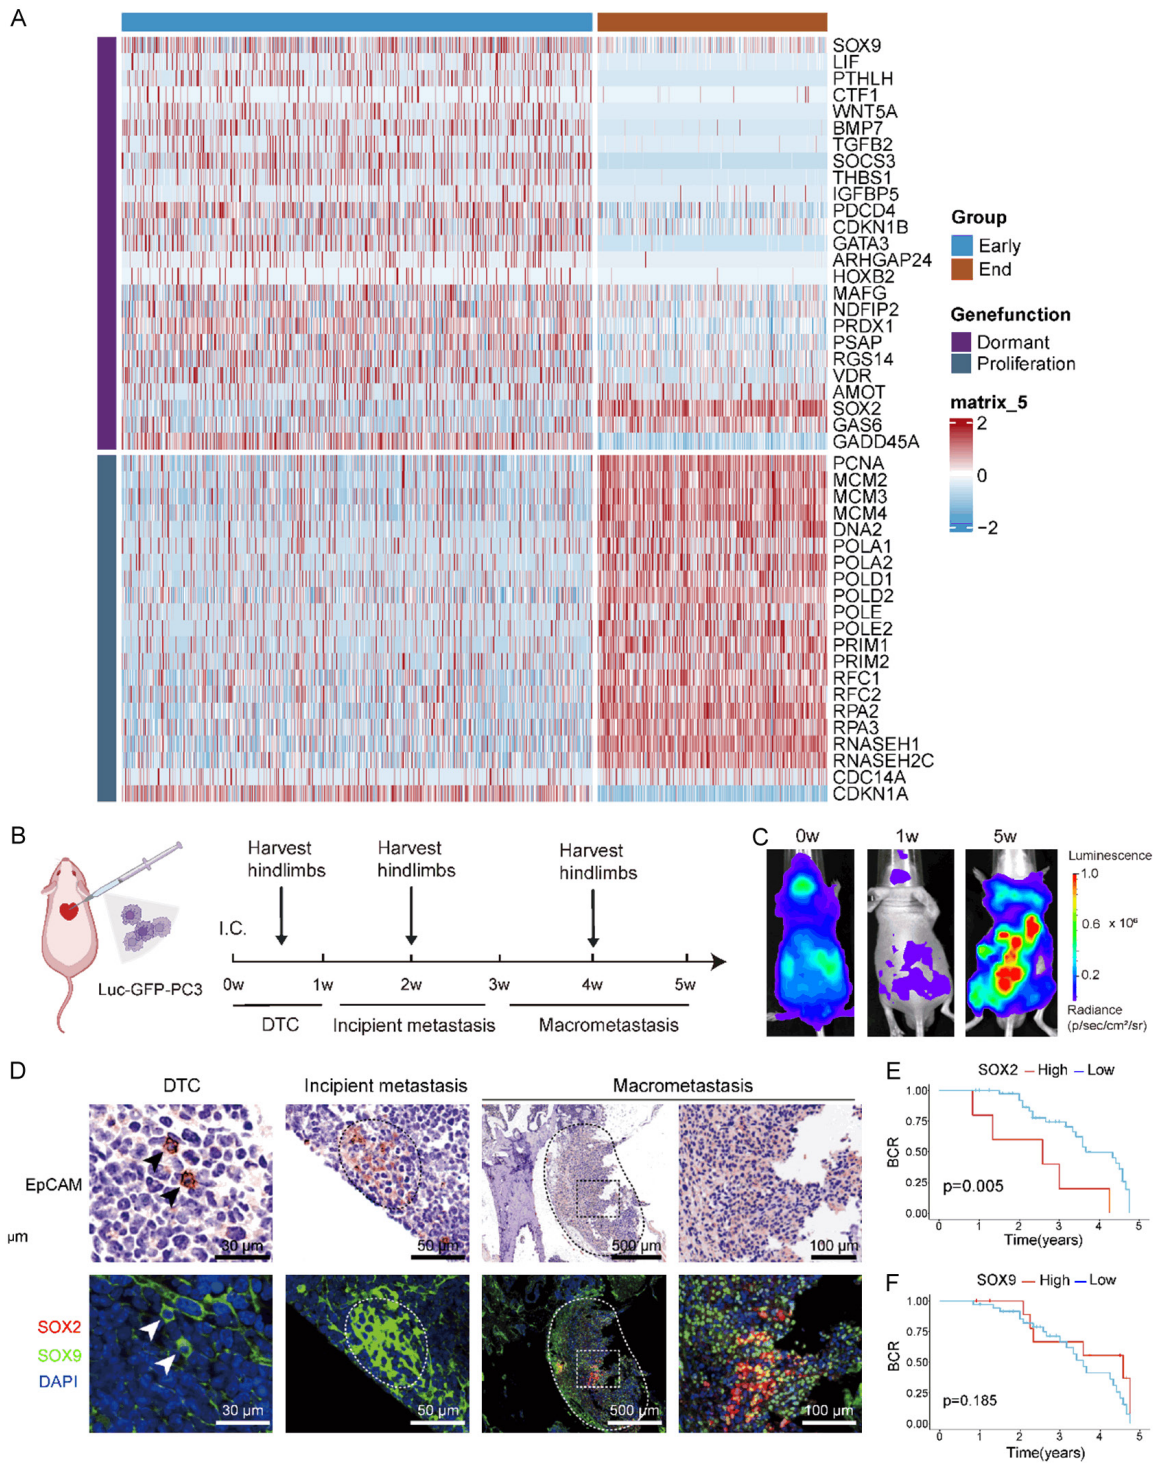 A
SOX9
LIF
PTHLH
CTF1
WNT5A
BMP7
TGFB2
SOCS3
THBS1
IGFBP5
PDCD4
CDKN1B
GATA3
ARHGAP24
HOXB2
MAFG
NDFIP2
PRDX1
PSAP
RGS14
VDR
AMOT
SOX2
GAS6
GADD45A
PCNA
MCM2
MCM3
MCM4
DNA2
POLA1
POLA2
POLD1
POLD2
POLE
POLE2
PRIM1
PRIM2
RFC1
RFC2
RPA2
RPA3
RNASEH1
RNASEH2C
CDC14A
CDKN1A
Group
Early
End
Genefunction
Dormant
Proliferation
matrix_5
2
0
−2
B
Luc-GFP-PC3
I.C.
Harvest
hindlimbs
Harvest
hindlimbs
Harvest
hindlimbs
0w 1w 2w 3w 4w 5w
DTC Incipient metastasis Macrometastasis
C
0w 1w 5w
Luminescence
1.0
0.6 x 10⁶
0.2
Radiance
(p/sec/cm²/sr)
D
DTC Incipient metastasis Macrometastasis
EpCAM
µm
30 µm 50 µm 500 µm 100 µm
SOX2
SOX9
DAPI
30 µm 50 µm 500 µm 100 µm
E
SOX2 High Low
BCR
1.00
0.75
0.50
0.25
0.00
p=0.005
0 1 2 3 4 5
Time(years)
F
SOX9 High Low
BCR
1.00
0.75
0.50
0.25
0.00
p=0.185
0 1 2 3 4 5
Time(years)